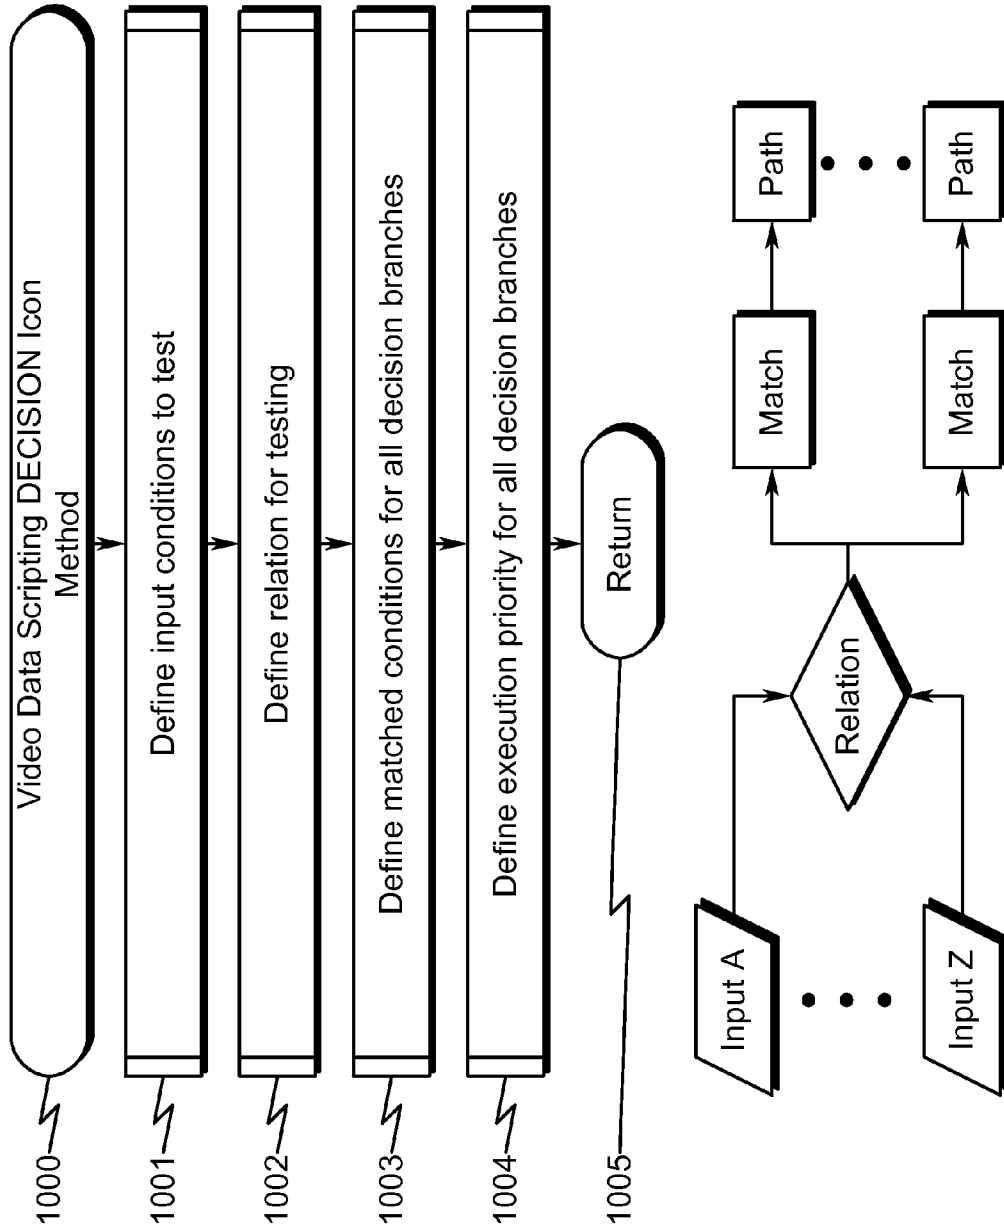 1000
Video Data Scripting DECISION Icon
Method
1001
Define input conditions to test
1002
Define relation for testing
1003
Define matched conditions for all decision branches
1004
Define execution priority for all decision branches
1005
Return
Input A
Input Z
Relation
Match
Path
Match
Path